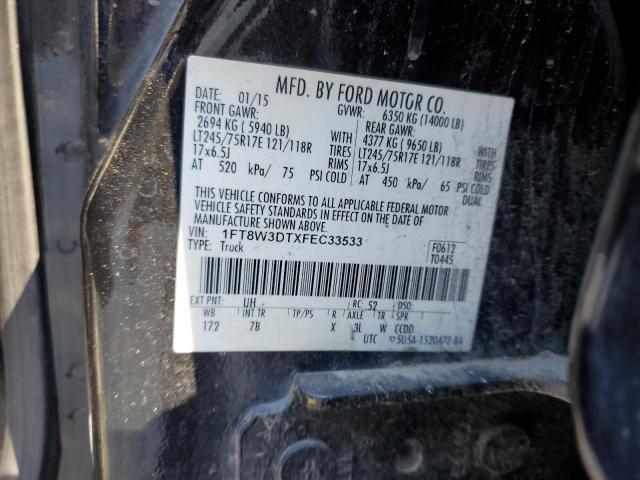 MFD. BY FORD MOTOR CO.
DATE: 01/15 GVWR: 6350 KG (14000 LB)
FRONT GAWR: REAR GAWR:
2694 KG ( 5940 LB) 4377 KG ( 9650 LB)
LT245/75R17E 121/118R WITH TIRES LT245/75R17E 121/118R WITH TIRES
17x6.5J RIMS 17x6.5J RIMS
AT 520 kPa/ 75 PSI COLD AT 450 kPa/ 65 PSI COLD
DUAL
THIS VEHICLE CONFORMS TO ALL APPLICABLE FEDERAL MOTOR
VEHICLE SAFETY STANDARDS IN EFFECT ON THE DATE OF
MANUFACTURE SHOWN ABOVE.
VIN: 1FT8W3DTXFEC33533 F0612
TYPE: Truck T0445
EXT PNT: UH RC: 52 DSO:
WB INT TR TP/PS R AXLE TR SPR
172 7B X 3L W CCDD
UTC ▽5U5A-1520472-BA